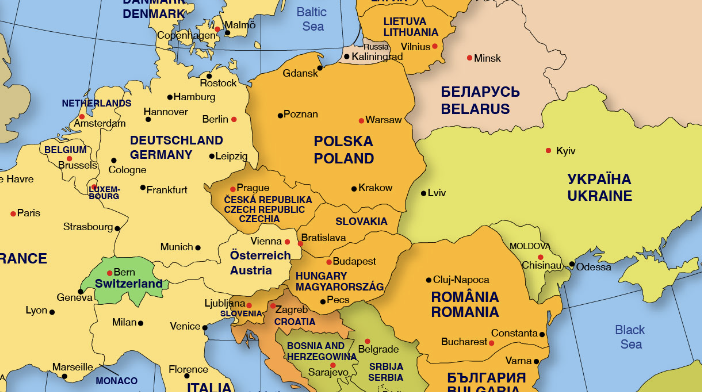 DANMARK
DENMARK
Malmö
Copenhagen
Baltic
Sea
LIETUVA
LITHUANIA
Vilnius
Russia
Kaliningrad
Minsk
Gdansk
Rostock
БЕЛАРУСЬ
BELARUS
NETHERLANDS
Hamburg
Hannover
Amsterdam
Berlin
Poznan
Warsaw
DEUTSCHLAND
GERMANY
POLSKA
POLAND
BELGIUM
Brussels
Cologne
Leipzig
Kyiv
LUXEM-
BOURG
Frankfurt
Prague
Krakow
Lviv
УКРАЇНА
UKRAINE
e Havre
Paris
ČESKÁ REPUBLIKA
CZECH REPUBLIC
CZECHIA
SLOVAKIA
Strasbourg
Munich
Vienna
Bratislava
MOLDOVA
Chisinau
Odessa
RANCE
Österreich
Austria
Budapest
Bern
Switzerland
Geneva
HUNGARY
MAGYARORSZÁG
Cluj-Napoca
Pecs
ROMÂNIA
ROMANIA
Lyon
Milan
Venice
Ljubljana
SLOVENIA
Zagreb
CROATIA
Constanta
Bucharest
Black
Sea
BOSNIA AND
HERZEGOWINA
Sarajevo
Belgrade
SRBIJA
SERBIA
Varna
Marseille
MONACO
Florence
ITALIA
БЪЛГАРИЯ
BULGARIA